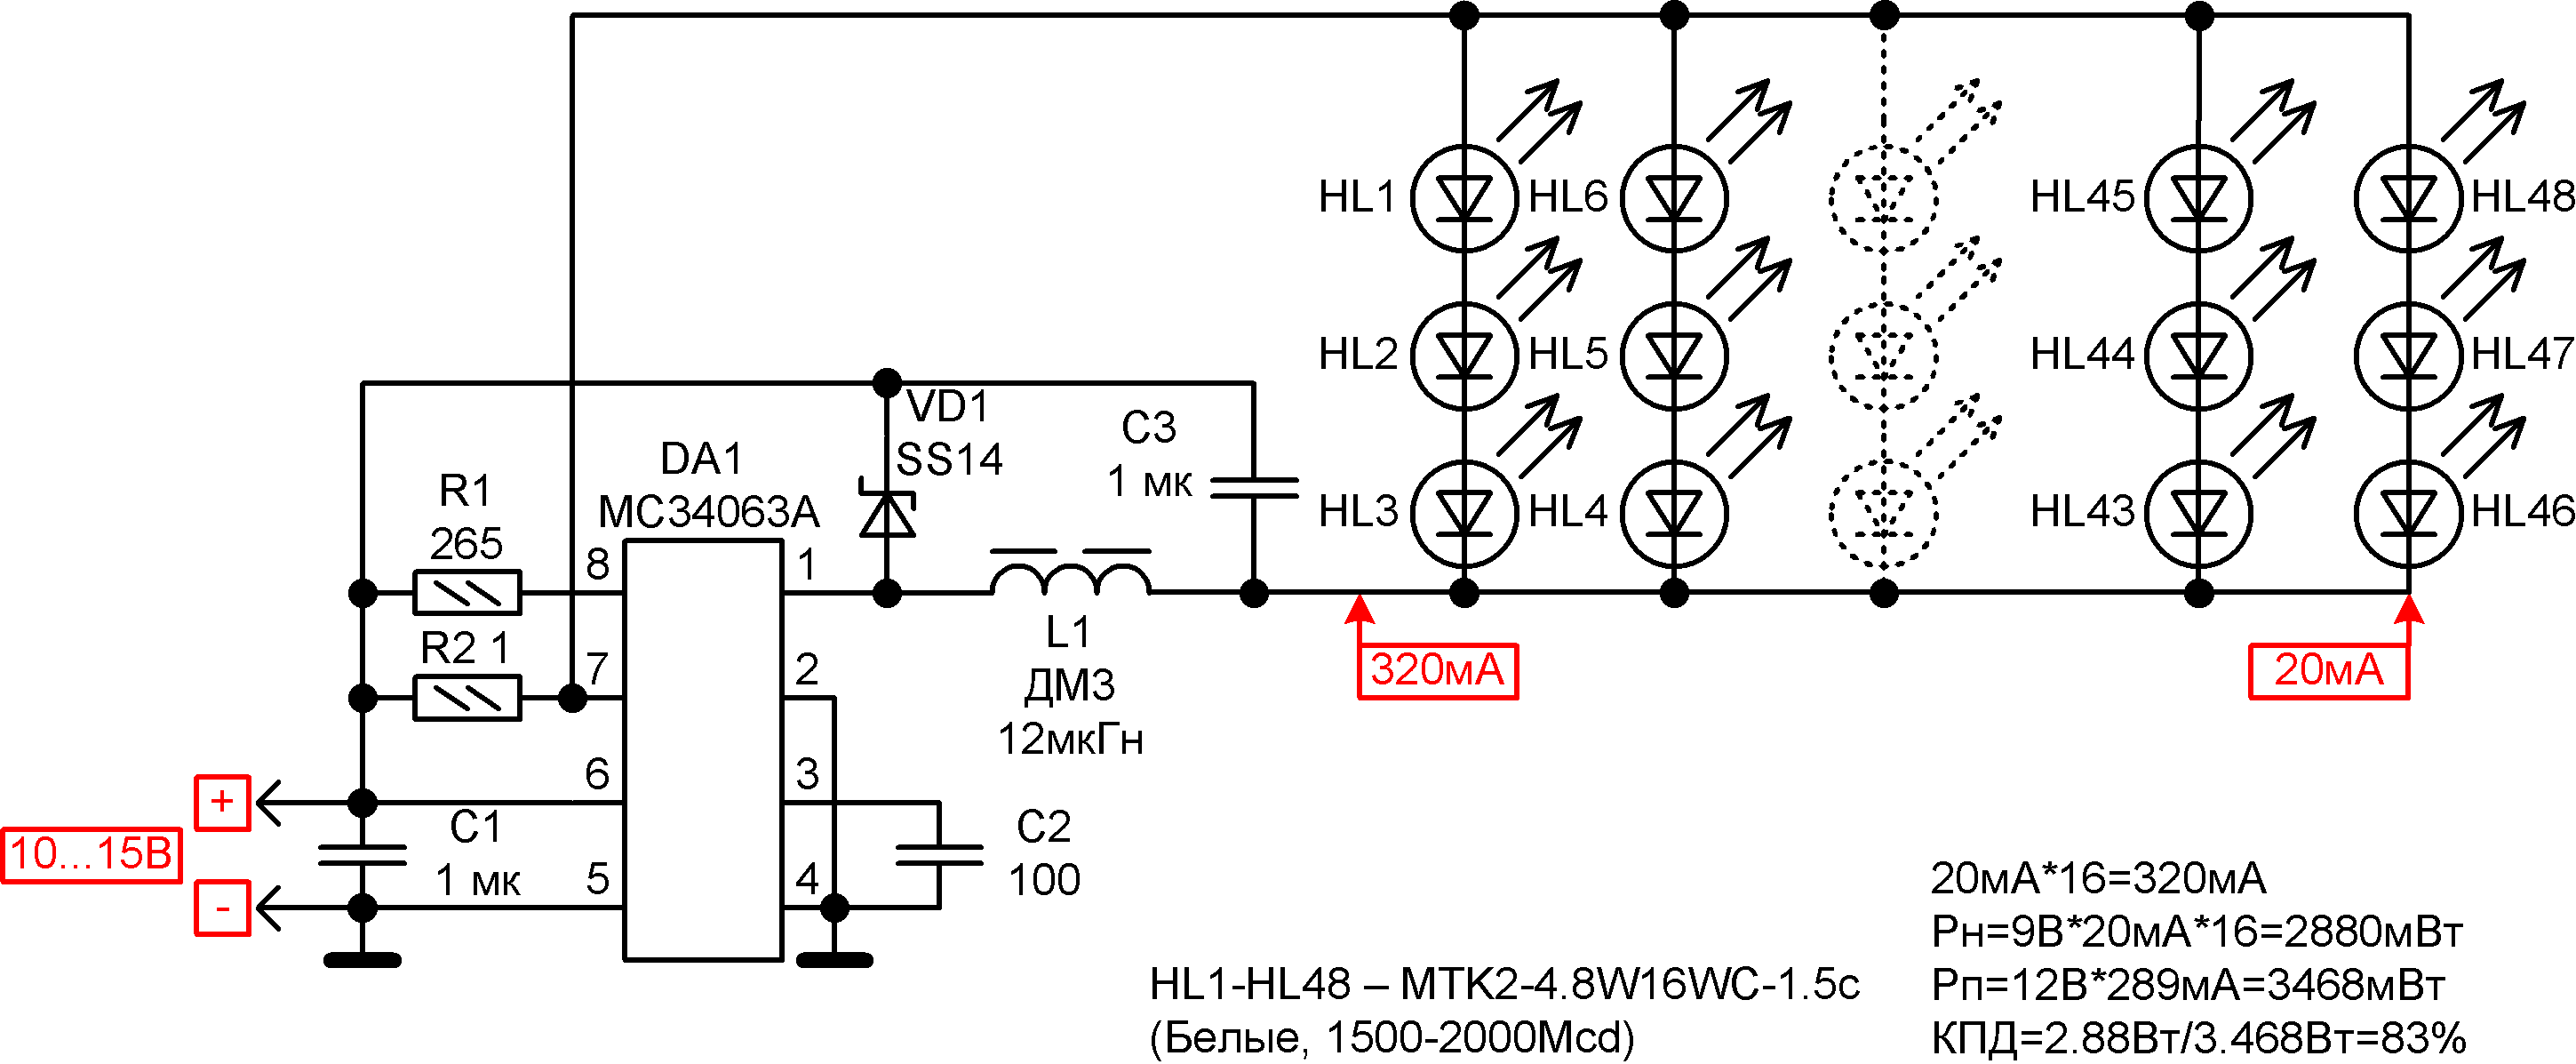 HL1
HL6
HL45
HL48
HL2
HL5
HL44
HL47
HL3
HL4
HL43
HL46
VD1
SS14
C3
1 мк
DA1
MC34063A
R1
265
8
1
R2 1
7
2
L1
ДМ3
12мкГн
320мА
20мА
6
3
+
10...15В
-
C1
1 мк
5
4
C2
100
20мА*16=320мА
Рн=9В*20мА*16=2880мВт
Рп=12В*289мА=3468мВт
КПД=2.88Вт/3.468Вт=83%
HL1-HL48 – MTK2-4.8W16WC-1.5c
(Белые, 1500-2000Mcd)